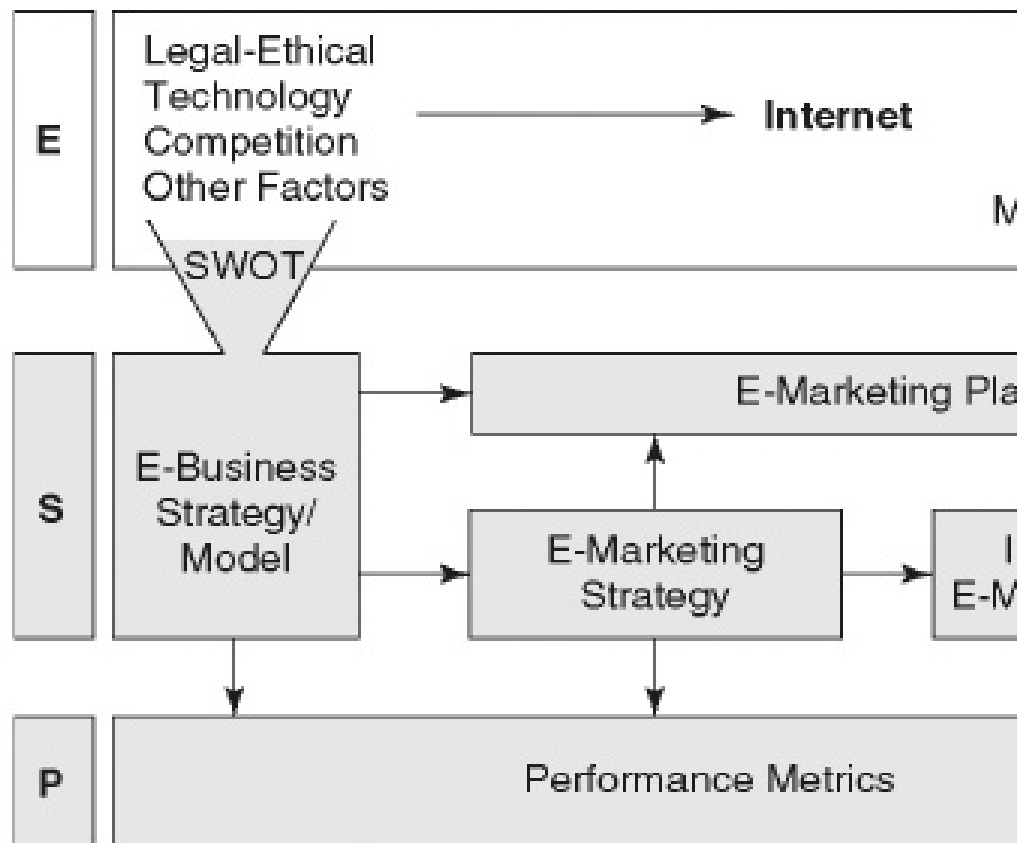 E
Legal-Ethical
Technology
Competition
Other Factors
Internet
M
SWOT
S
E-Business
Strategy/
Model
E-Marketing Pla
E-Marketing
Strategy
I
E-M
P
Performance Metrics